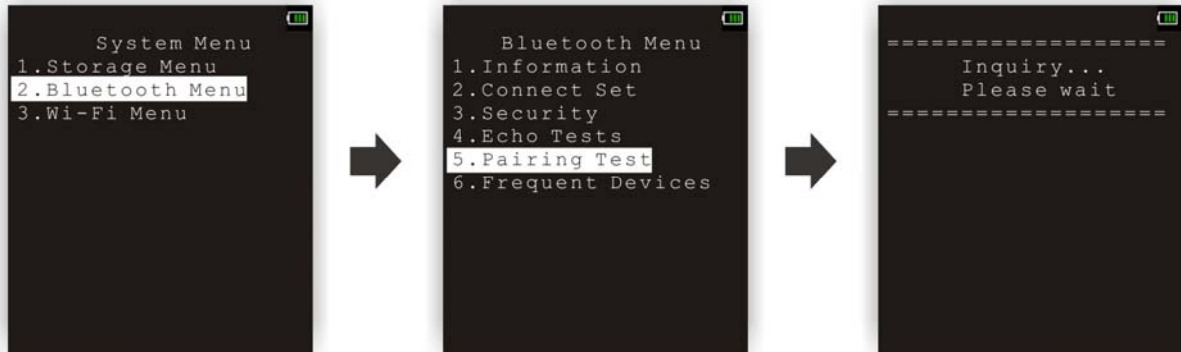 System Menu
1.Storage Menu
2.Bluetooth Menu
3.Wi-Fi Menu
Bluetooth Menu
1.Information
2.Connect Set
3.Security
4.Echo Tests
5.Pairing Test
6.Frequent Devices
===================
Inquiry...
Please wait
===================